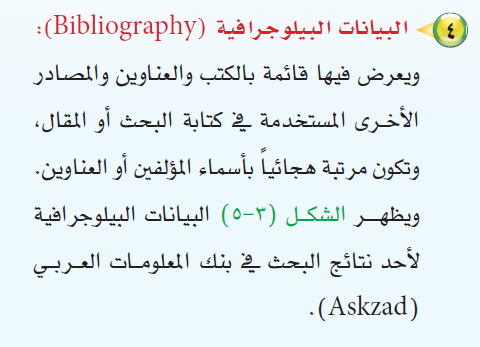 ٤ البيانات البيلوجرافية (Bibliography):
ويعرض فيها قائمة بالكتب والعناوين والمصادر
الأخرى المستخدمة في كتابة البحث أو المقال،
وتكون مرتبة هجائياً بأسماء المؤلفين أو العناوين.
ويظهر الشكل (٣-٥) البيانات البيلوجرافية
لأحد نتائج البحث في بنك المعلومات العربي
(Askzad).